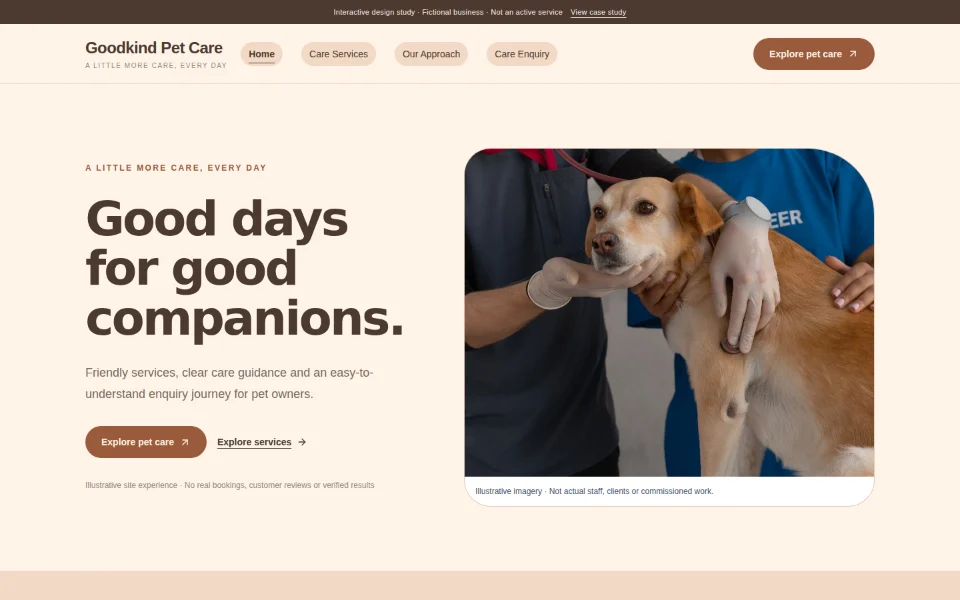 Interactive design study · Fictional business · Not an active service View case study
Goodkind Pet Care
A LITTLE MORE CARE, EVERY DAY
Home
Care Services
Our Approach
Care Enquiry
Explore pet care
A LITTLE MORE CARE, EVERY DAY
Good days
for good
companions.
Friendly services, clear care guidance and an easy-to-
understand enquiry journey for pet owners.
Explore pet care
Explore services
Illustrative site experience · No real bookings, customer reviews or verified results
EER
Illustrative imagery · Not actual staff, clients or commissioned work.